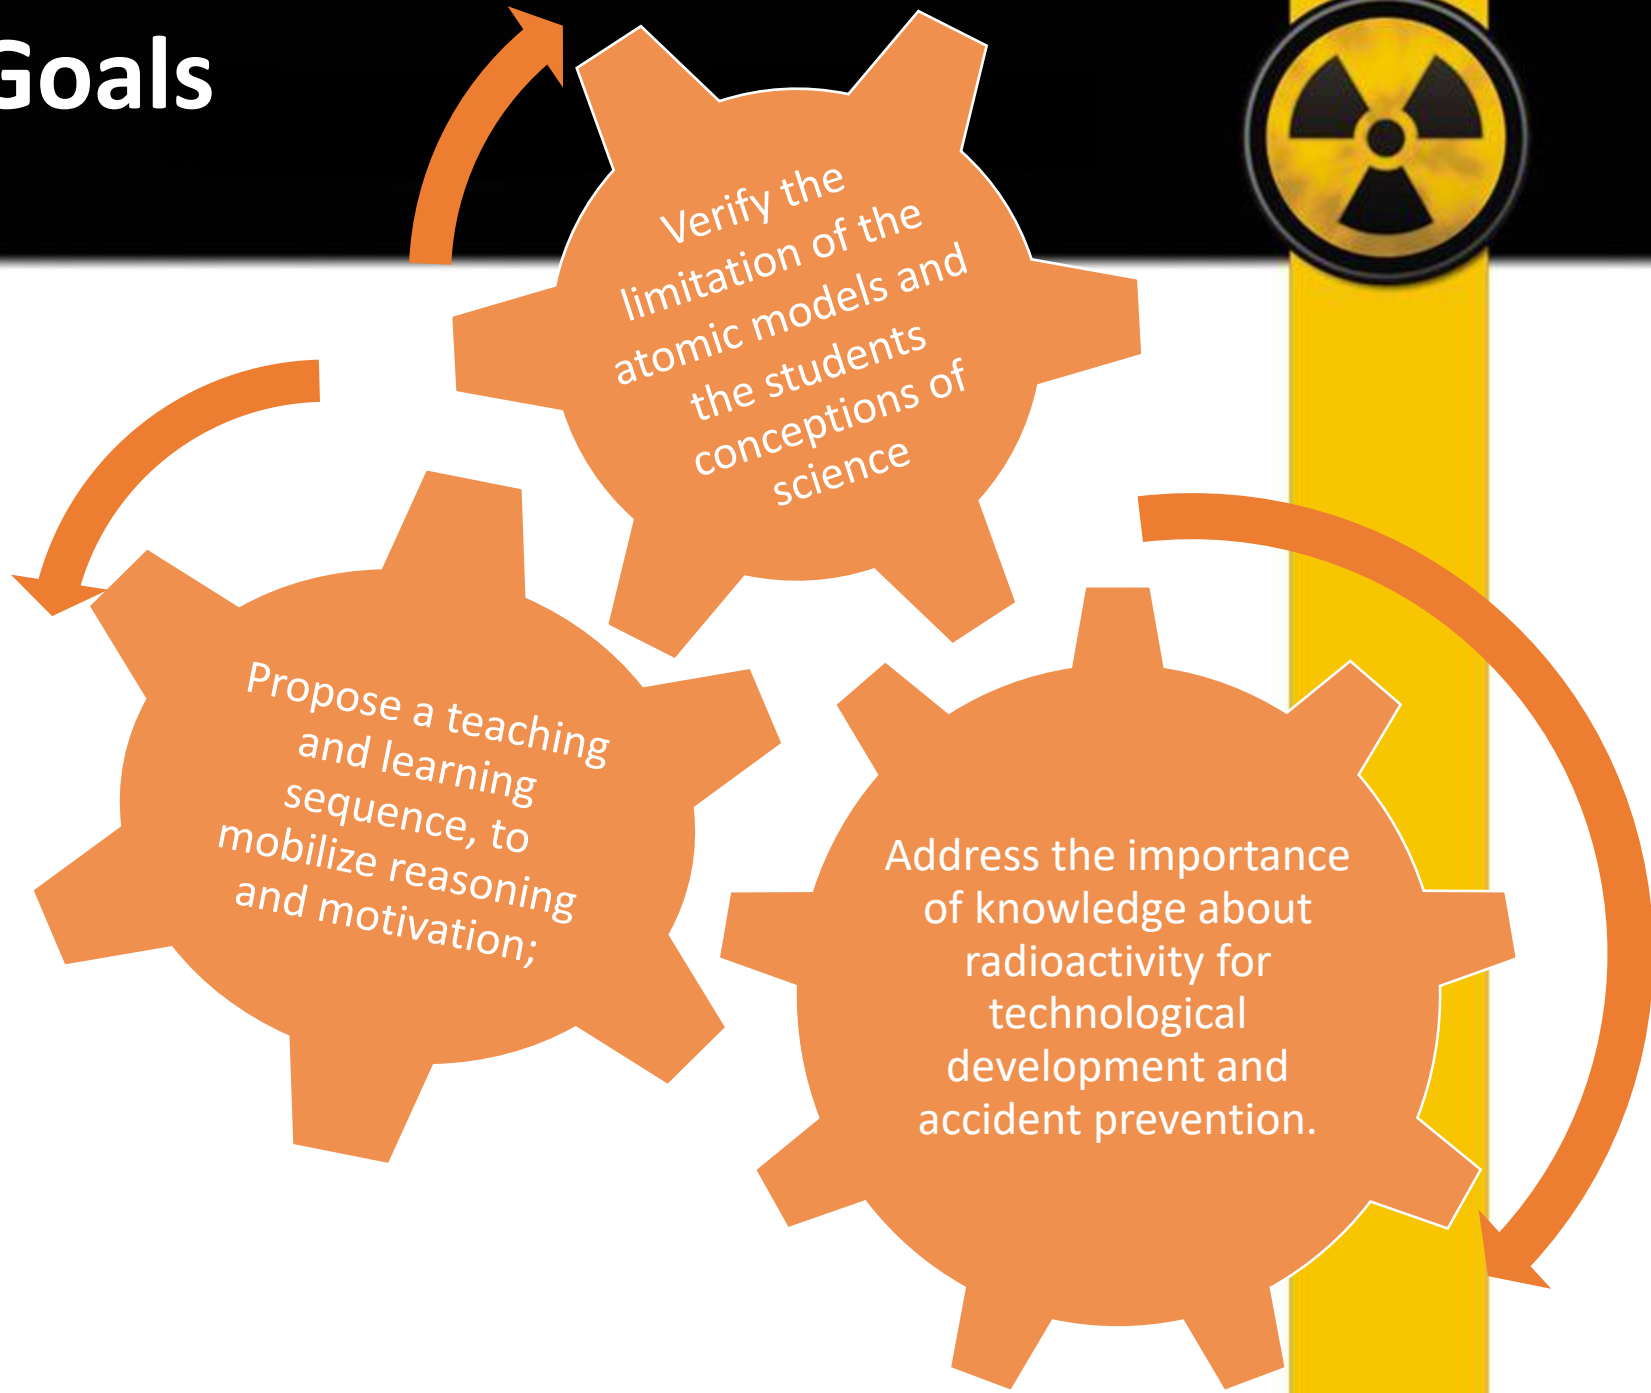 Goals
Verify the
limitation of the
atomic models and
the students
conceptions of
science
Propose a teaching
and learning
sequence, to
mobilize reasoning
and motivation;
Address the importance
of knowledge about
radioactivity for
technological
development and
accident prevention.